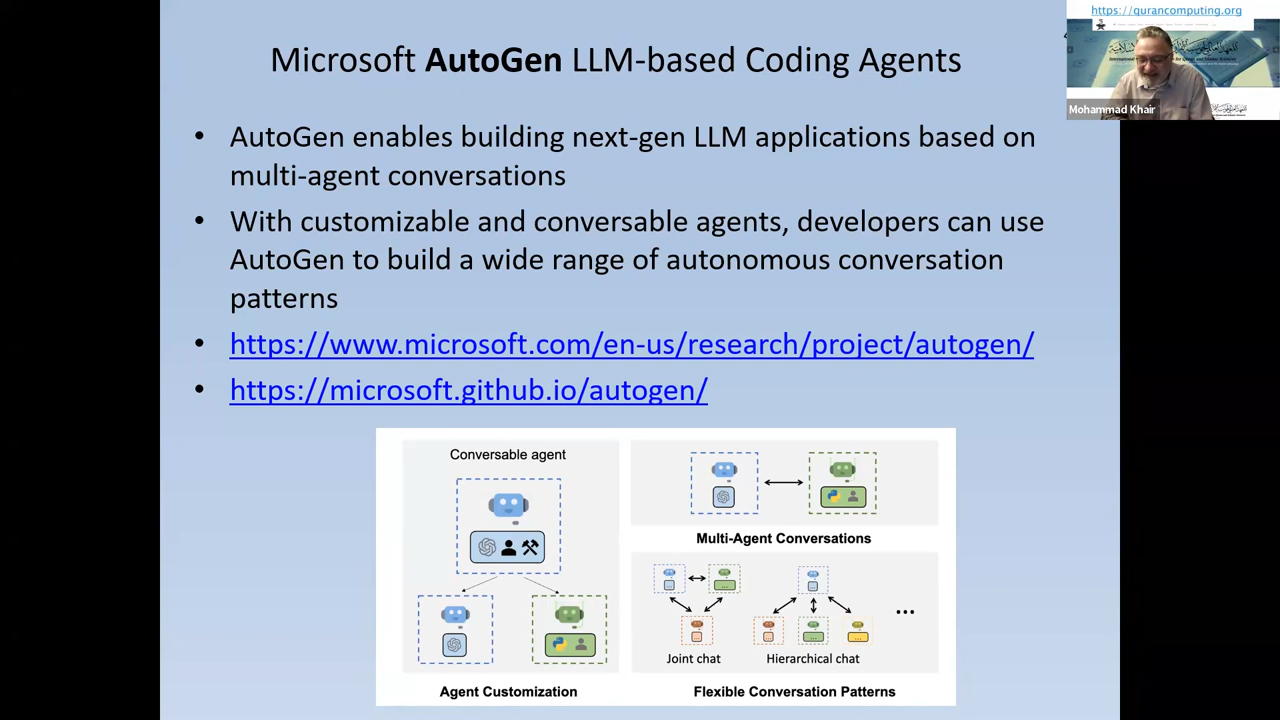 https://qurancomputing.org
Mohammad Khair
Microsoft AutoGen LLM-based Coding Agents
• AutoGen enables building next-gen LLM applications based on
multi-agent conversations
• With customizable and conversable agents, developers can use
AutoGen to build a wide range of autonomous conversation
patterns
• https://www.microsoft.com/en-us/research/project/autogen/
• https://microsoft.github.io/autogen/
Conversable agent
Agent Customization
Multi-Agent Conversations
...
Joint chat
Hierarchical chat
Flexible Conversation Patterns